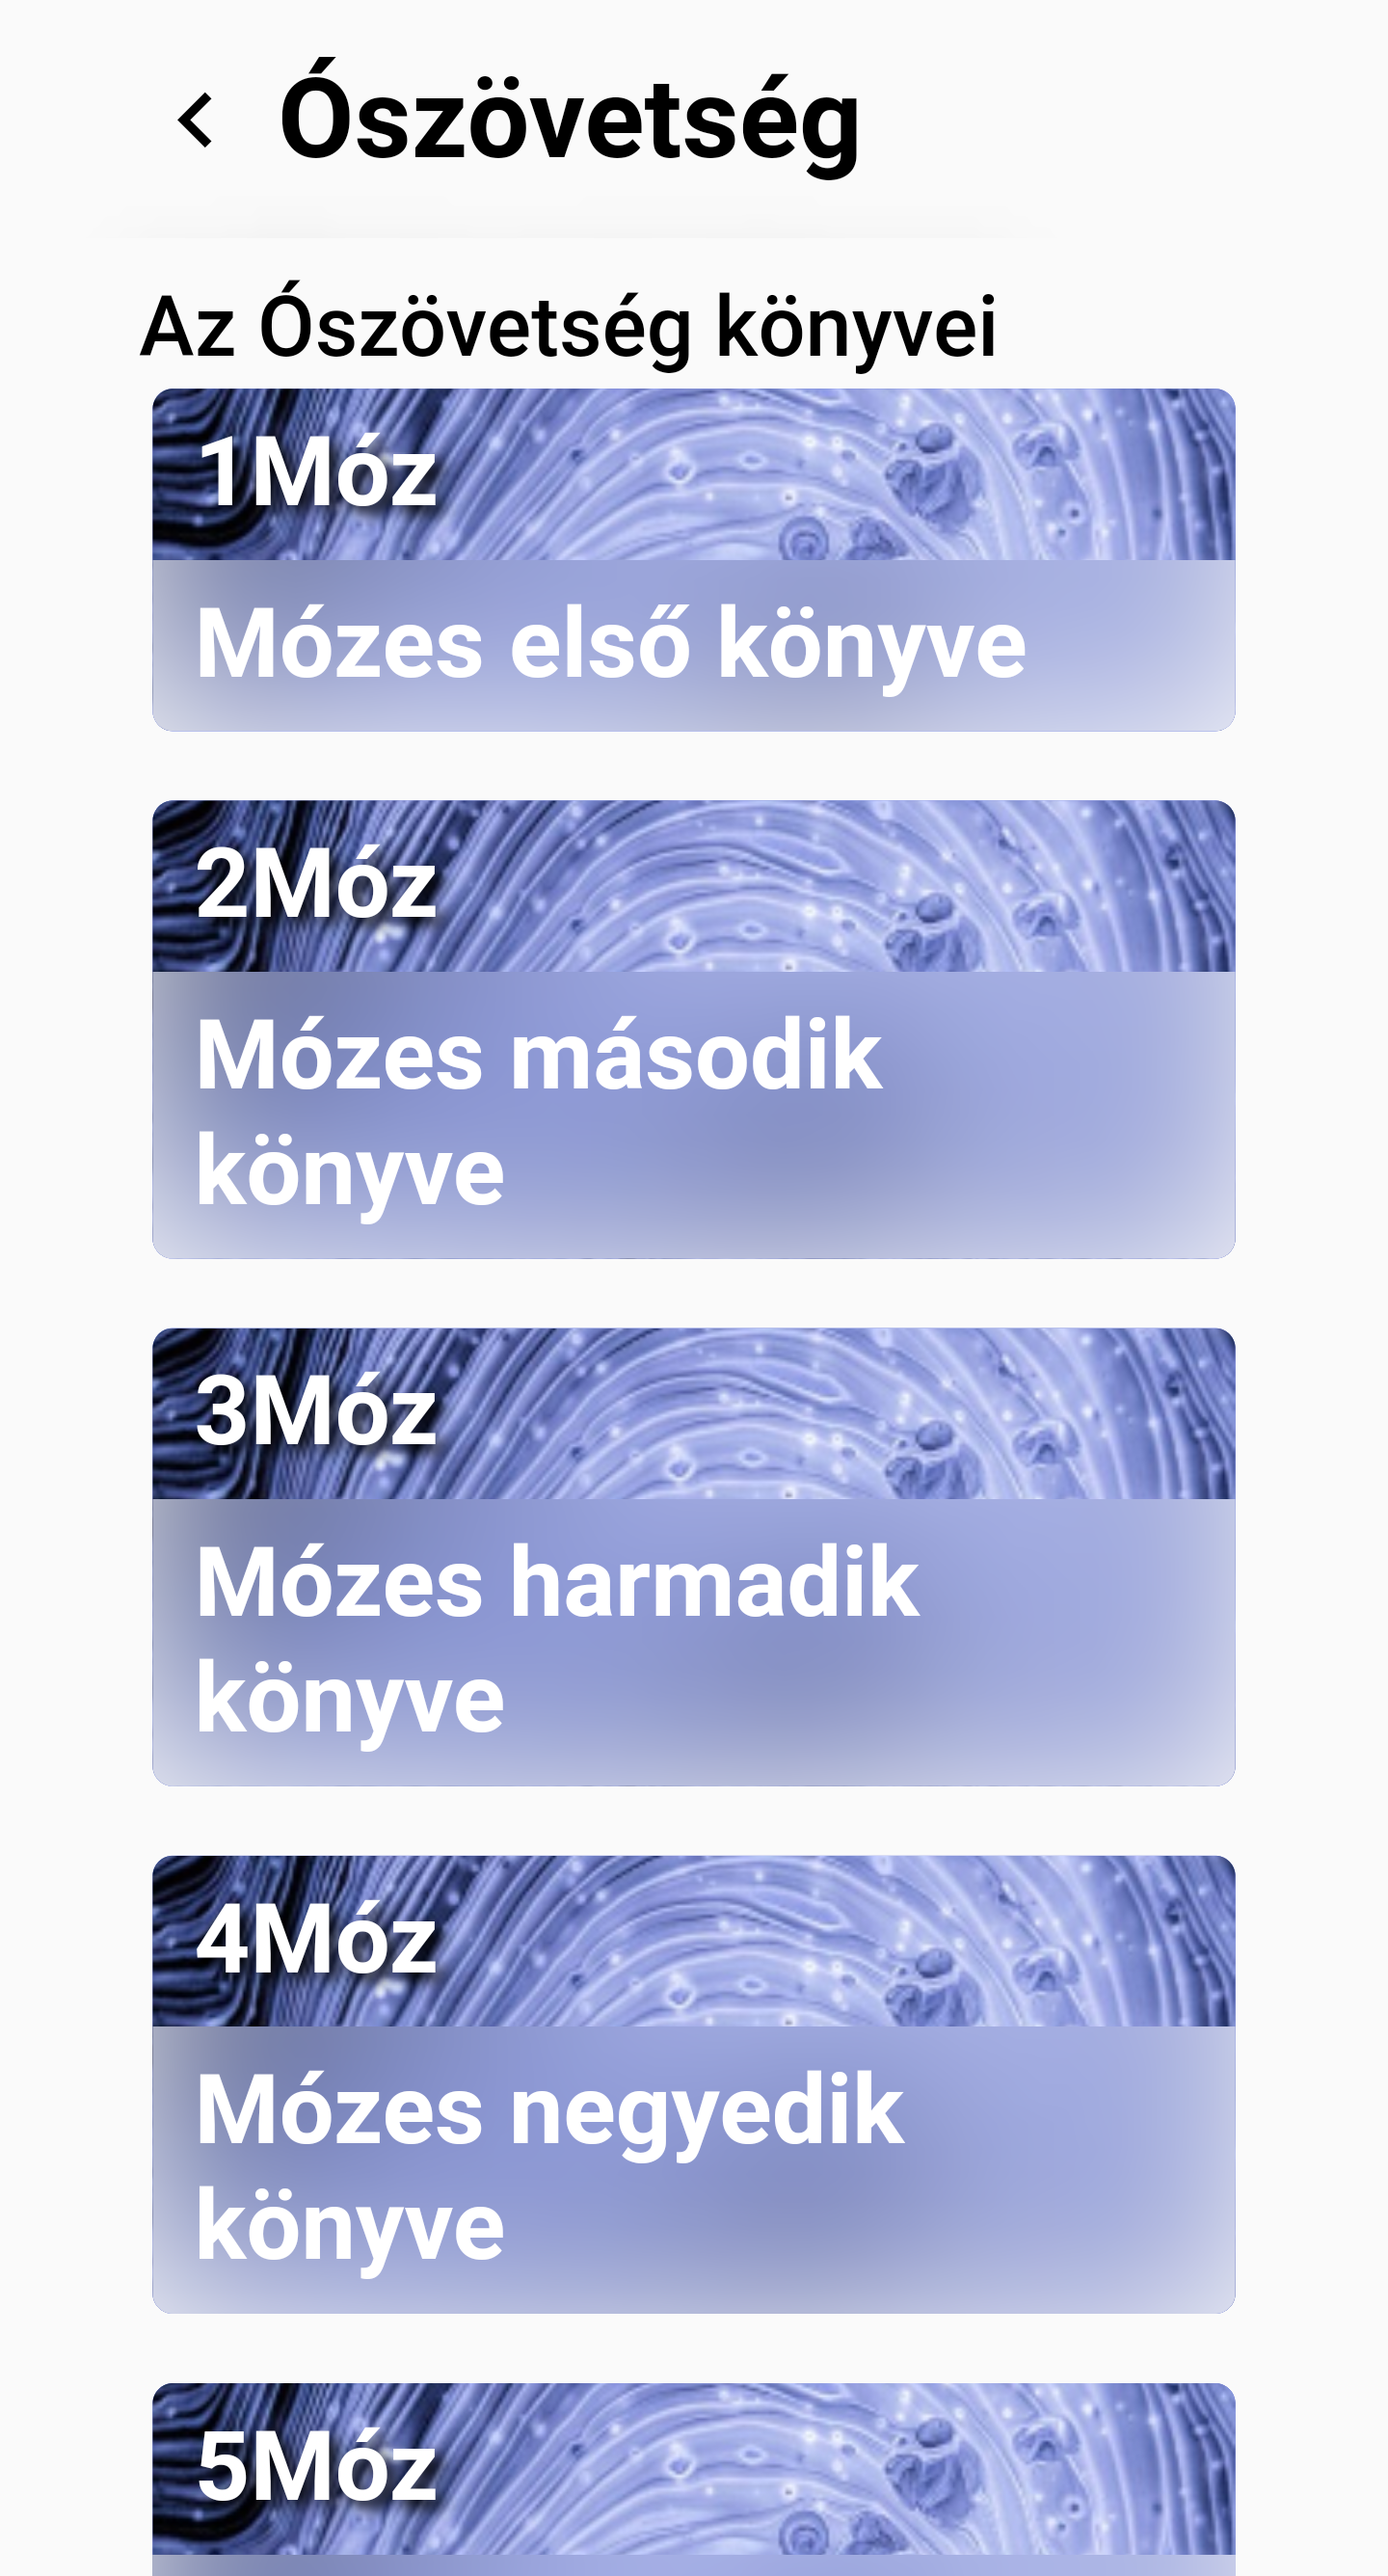 Ószövetség
Az Ószövetség könyvei
1Móz
Mózes első könyve
2Móz
Mózes második
könyve
3Móz
Mózes harmadik
könyve
4Móz
Mózes negyedik
könyve
5Móz